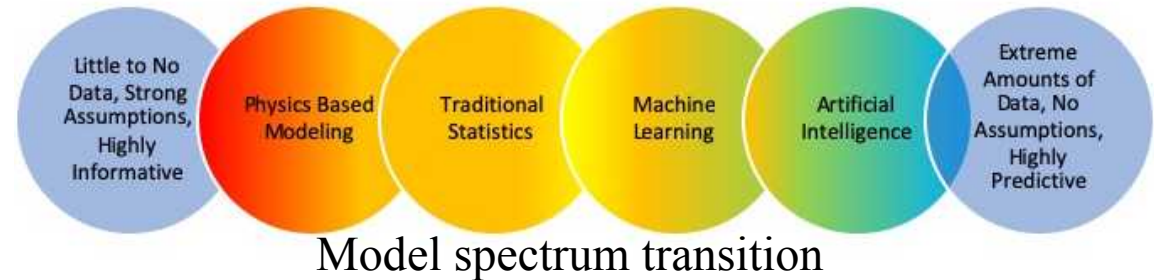 Little to No
Data, Strong
Assumptions,
Highly
Informative
Physics Based
Modeling
Traditional
Statistics
Machine
Learning
Artificial
Intelligence
Extreme
Amounts of
Data, No
Assumptions,
Highly
Predictive
Model spectrum transition